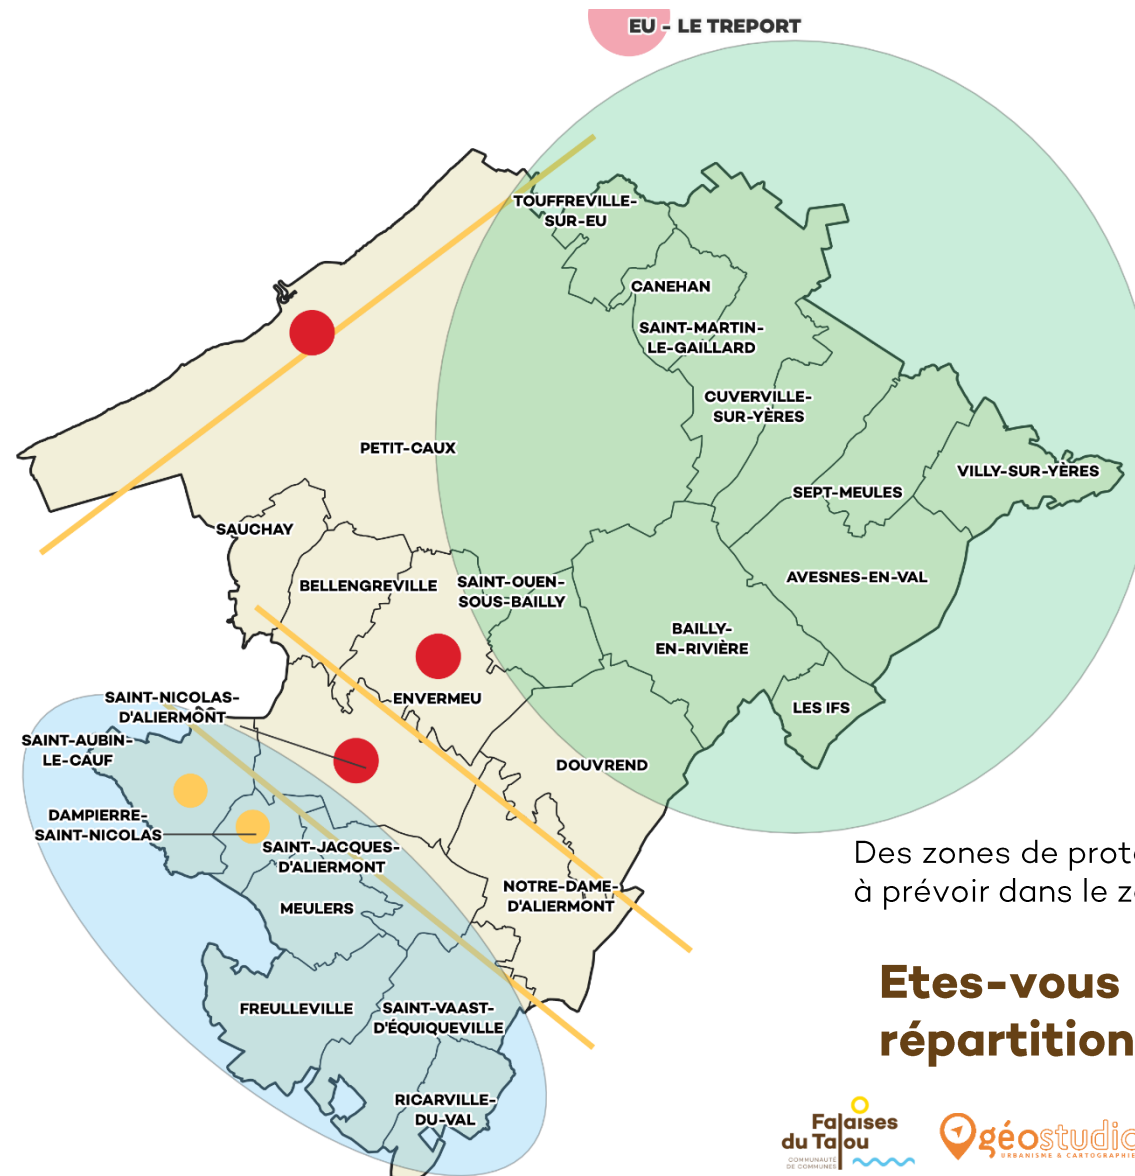 EU - LE TREPORT
TOUFFREVILLE-
SUR-EU
CANEHAN
SAINT-MARTIN-
LE-GAILLARD
CUVERVILLE-
SUR-YÈRES
PETIT-CAUX
VILLY-SUR-YÈRES
SEPT-MEULES
SAUCHAY
BELLENGREVILLE
SAINT-OUEN-
SOUS-BAILLY
AVESNES-EN-VAL
BAILLY-
EN-RIVIÈRE
SAINT-NICOLAS-
D'ALIERMONT
ENVERMEU
LES IFS
SAINT-AUBIN-
LE-CAUF
DOUVREND
DAMPIERRE-
SAINT-NICOLAS
SAINT-JACQUES-
D'ALIERMONT
NOTRE-DAME-
D'ALIERMONT
MEULERS
FREULLEVILLE
SAINT-VAAST-
D'ÉQUIQUEVILLE
RICARVILLE-
DU-VAL
Des zones de prot
à prévoir dans le z
Etes-vous
répartition
Falaises
du Talou
COMMUNAUTÉ
DE COMMUNES
géostudio
URBANISME & CARTOGRAPHIE